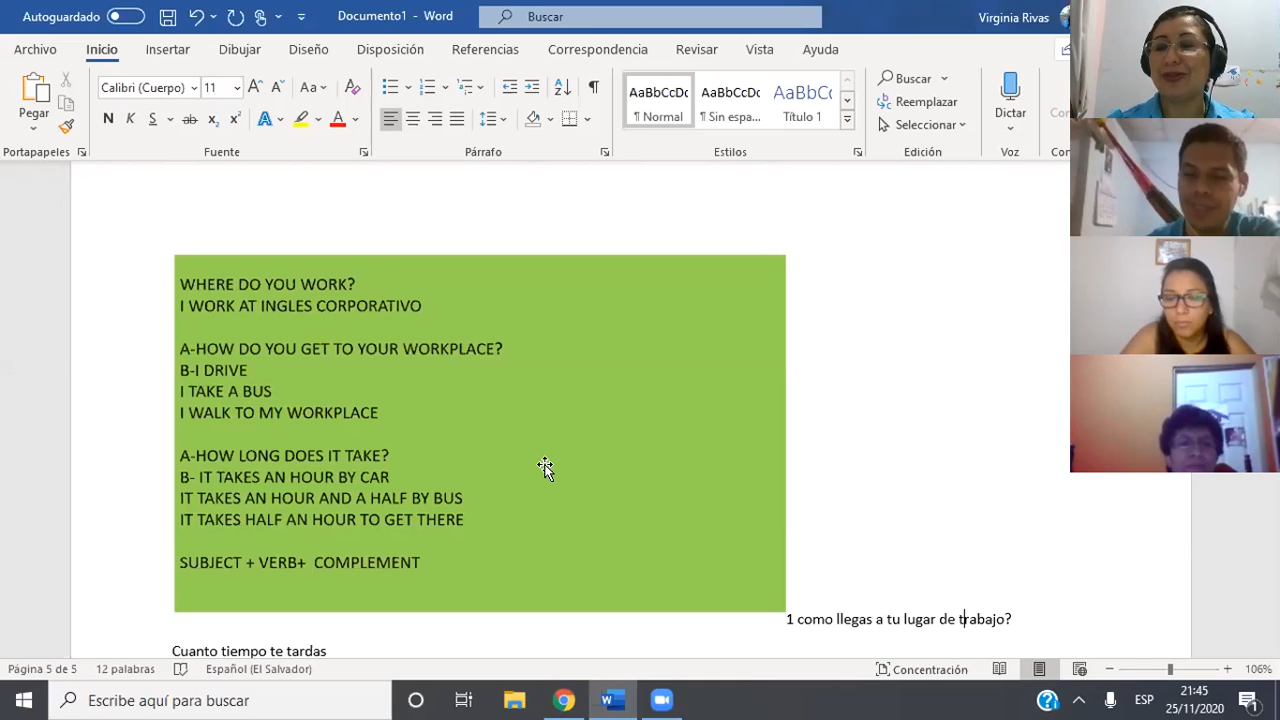 Autoguardado
Documento1 - Word
Buscar
Virginia Rivas
Archivo Inicio Insertar Dibujar Diseño Disposición Referencias Correspondencia Revisar Vista Ayuda
Pegar
Portapapeles
Calibri (Cuerpo) 11
Fuente
Párrafo
AaBbCcDc AaBbCcDc AaBbCc
¶ Normal ¶ Sin espa... Título 1
Estilos
Buscar
Reemplazar
Seleccionar
Edición
Dictar
Voz
WHERE DO YOU WORK?
I WORK AT INGLES CORPORATIVO
A-HOW DO YOU GET TO YOUR WORKPLACE?
B-I DRIVE
I TAKE A BUS
I WALK TO MY WORKPLACE
A-HOW LONG DOES IT TAKE?
B- IT TAKES AN HOUR BY CAR
IT TAKES AN HOUR AND A HALF BY BUS
IT TAKES HALF AN HOUR TO GET THERE
SUBJECT + VERB+  COMPLEMENT
1 como llegas a tu lugar de trabajo?
Cuanto tiempo te tardas
Página 5 de 5 12 palabras Español (El Salvador) Concentración 106%
Escribe aquí para buscar
ESP
21:45
25/11/2020